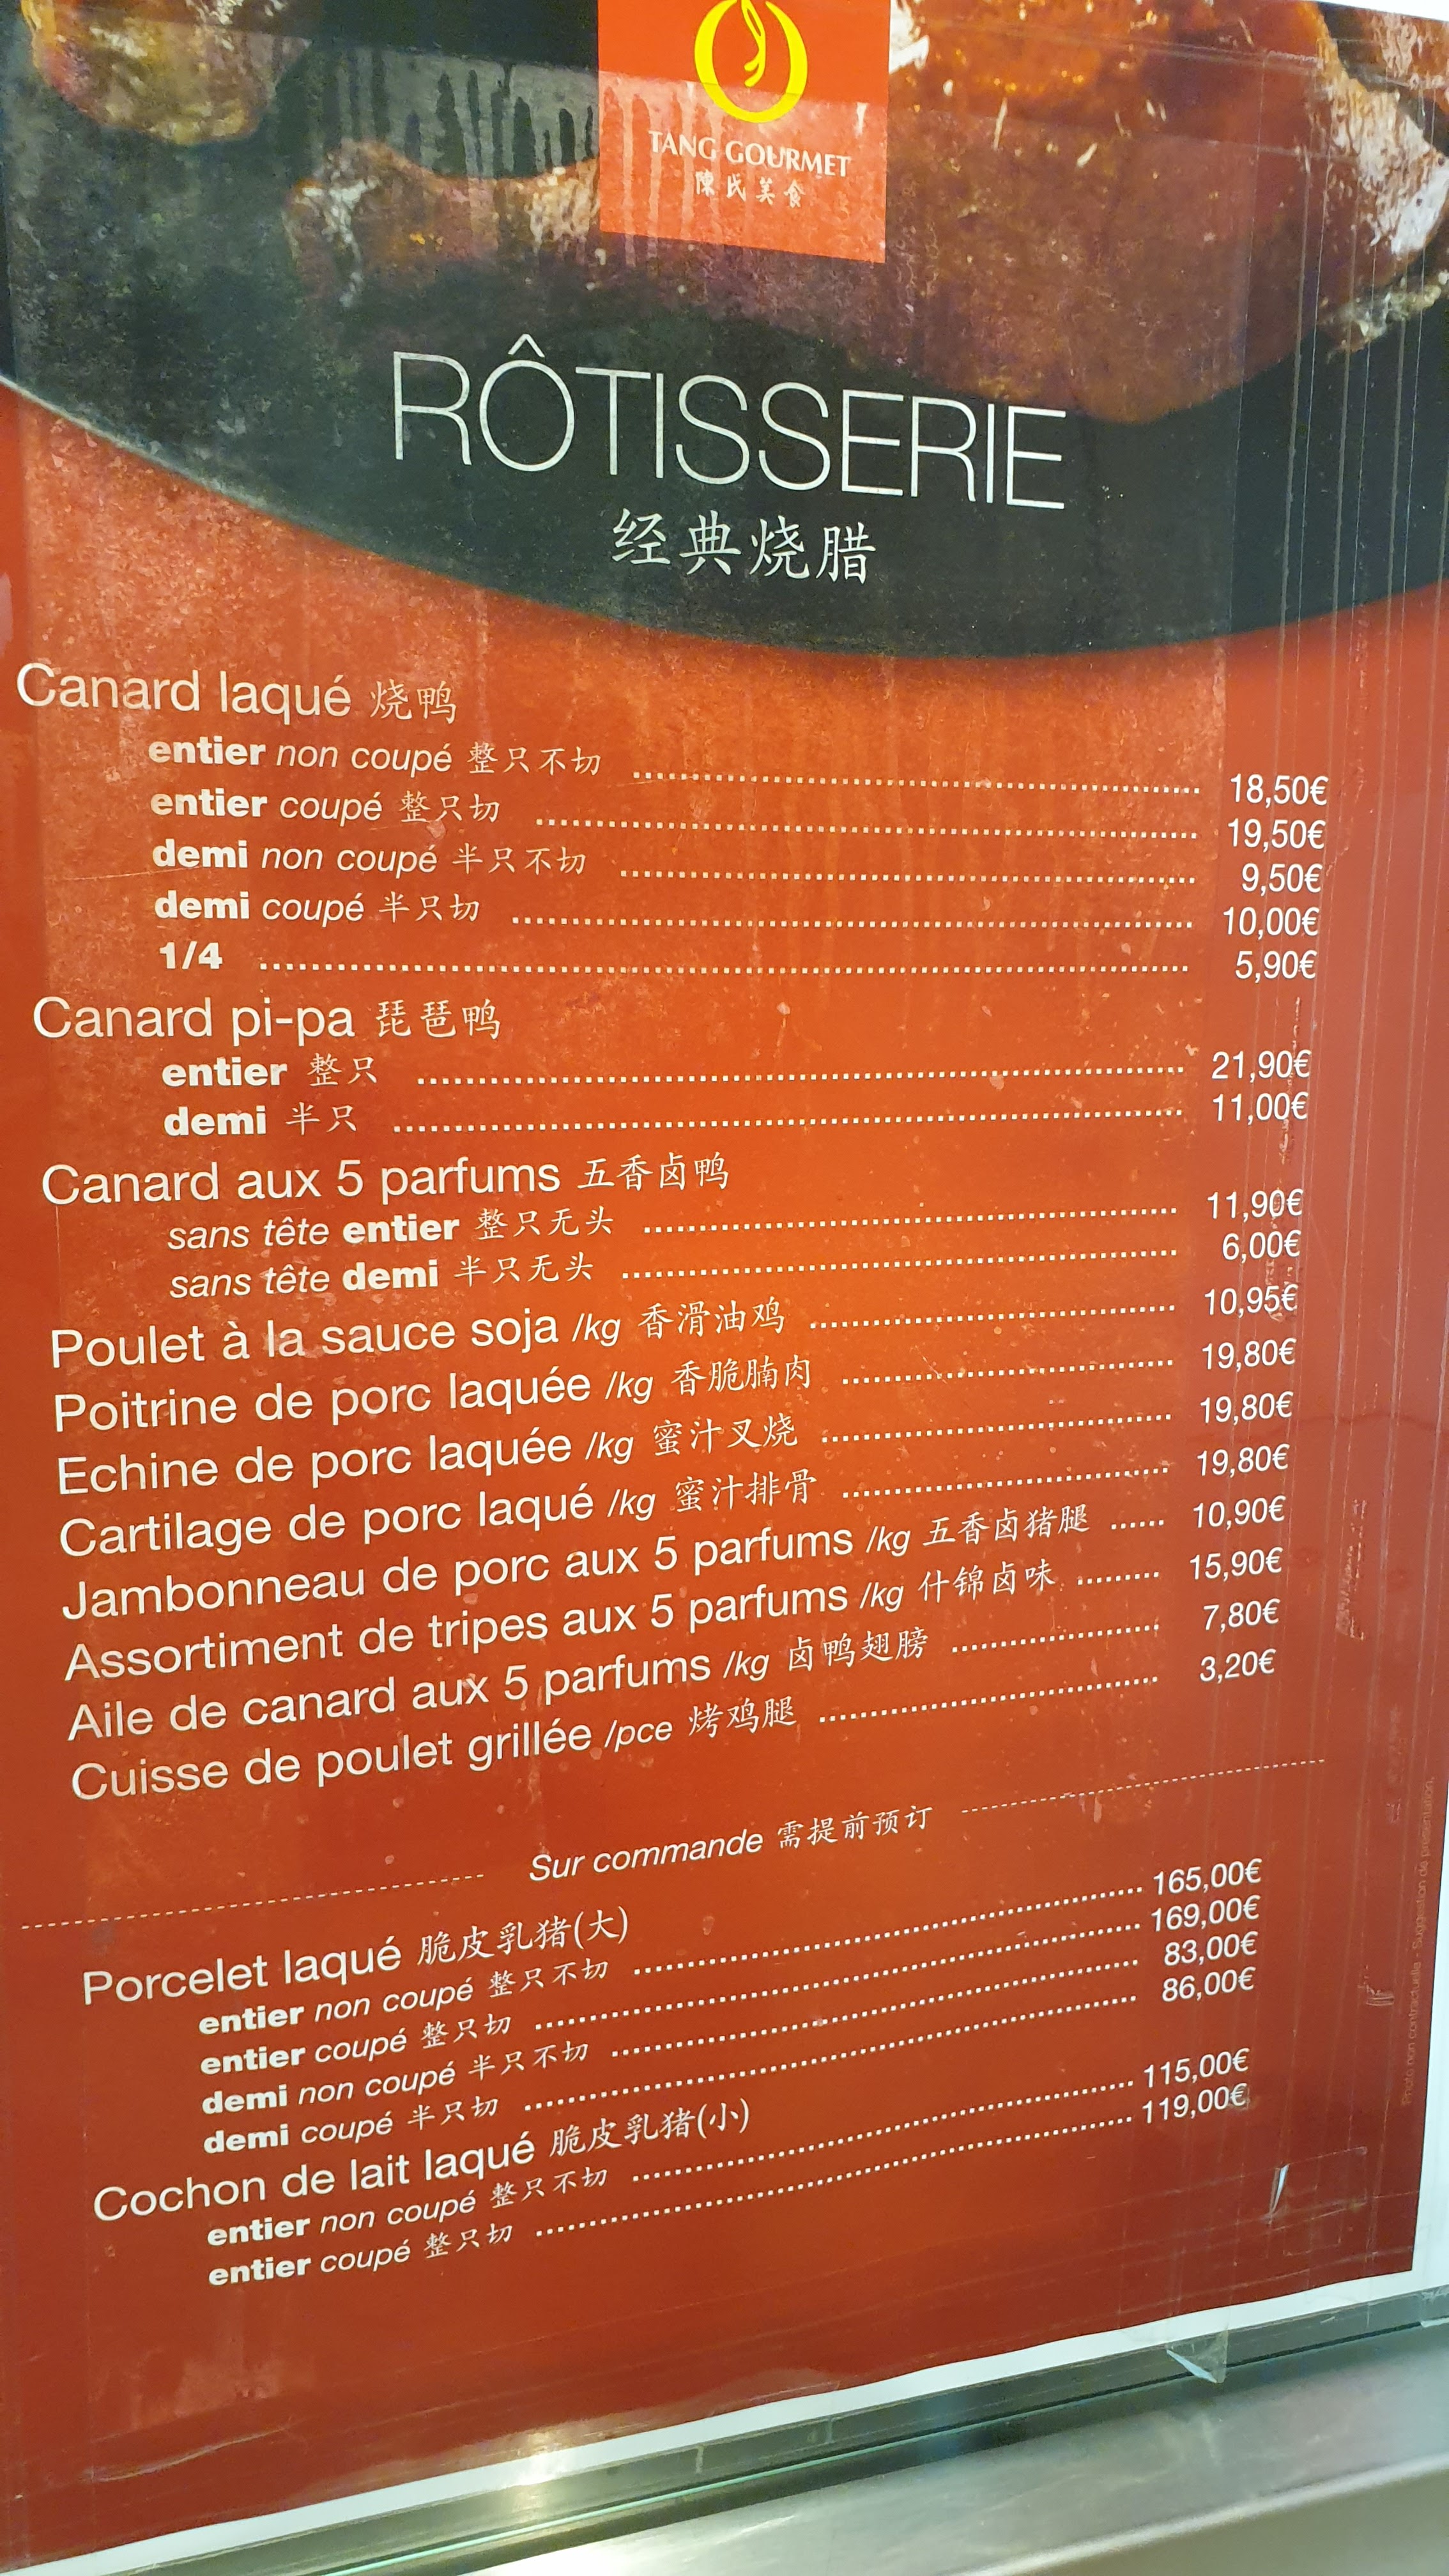 TANG GOURMET
陳氏美食
RÔTISSERIE
经典烧腊
Canard laqué 烧鸭
entier non coupé 整只不切 18,50€
entier coupé 整只切 19,50€
demi non coupé 半只不切 9,50€
demi coupé 半只切 10,00€
1/4 5,90€
Canard pi-pa 琵琶鸭
entier 整只 21,90€
demi 半只 11,00€
Canard aux 5 parfums 五香卤鸭
sans tête entier 整只无头 11,90€
sans tête demi 半只无头 6,00€
Poulet à la sauce soja /kg 香滑油鸡 10,95€
Poitrine de porc laquée /kg 香脆腩肉 19,80€
Echine de porc laquée /kg 蜜汁叉烧 19,80€
Cartilage de porc laqué /kg 蜜汁排骨 19,80€
Jambonneau de porc aux 5 parfums /kg 五香卤猪腿 10,90€
Assortiment de tripes aux 5 parfums /kg 什锦卤味 15,90€
Aile de canard aux 5 parfums /kg 卤鸭翅膀 7,80€
Cuisse de poulet grillée /pce 烤鸡腿 3,20€
Sur commande 需提前预订
Porcelet laqué 脆皮乳猪(大)
entier non coupé 整只不切 165,00€
entier coupé 整只切 169,00€
demi non coupé 半只不切 83,00€
demi coupé 半只切 86,00€
Cochon de lait laqué 脆皮乳猪(小)
entier non coupé 整只不切 115,00€
entier coupé 整只切 119,00€
Photo non contractuelle - Suggestion de présentation.